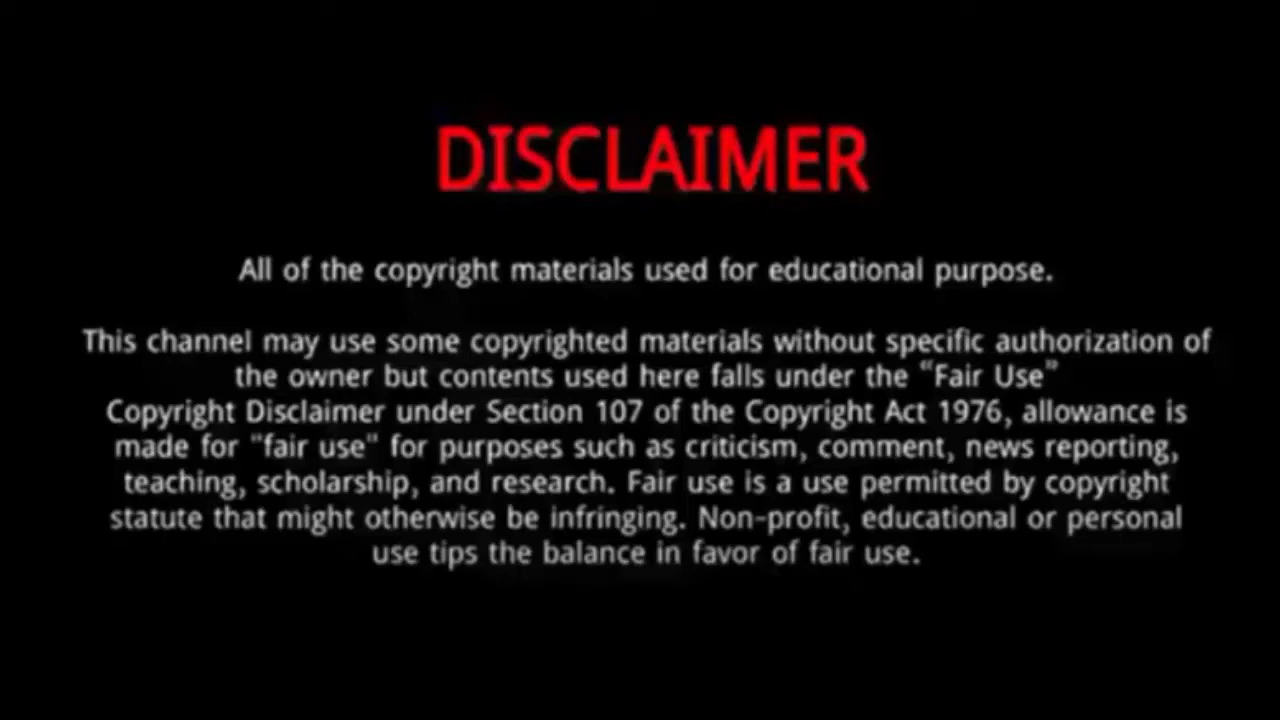 DISCLAIMER
All of the copyright materials used for educational purpose.
This channel may use some copyrighted materials without specific authorization of
the owner but contents used here falls under the “Fair Use”
Copyright Disclaimer under Section 107 of the Copyright Act 1976, allowance is
made for "fair use" for purposes such as criticism, comment, news reporting,
teaching, scholarship, and research. Fair use is a use permitted by copyright
statute that might otherwise be infringing. Non-profit, educational or personal
use tips the balance in favor of fair use.